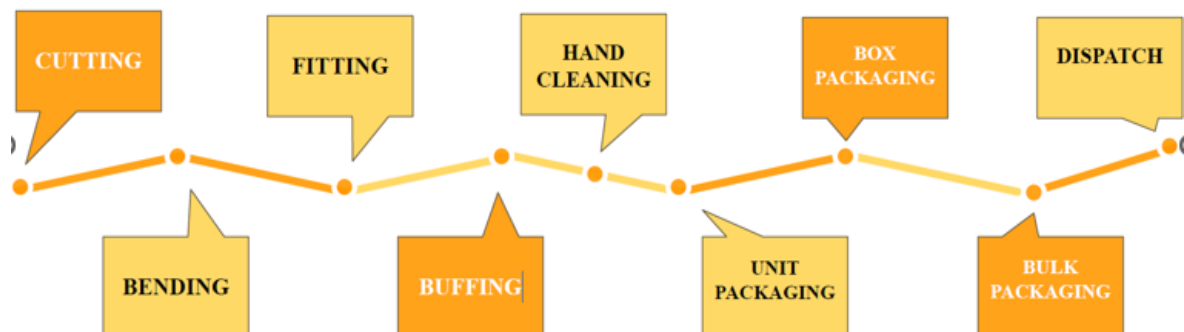 CUTTING
BENDING
FITTING
BUFFING
HAND
CLEANING
UNIT
PACKAGING
BOX
PACKAGING
BULK
PACKAGING
DISPATCH